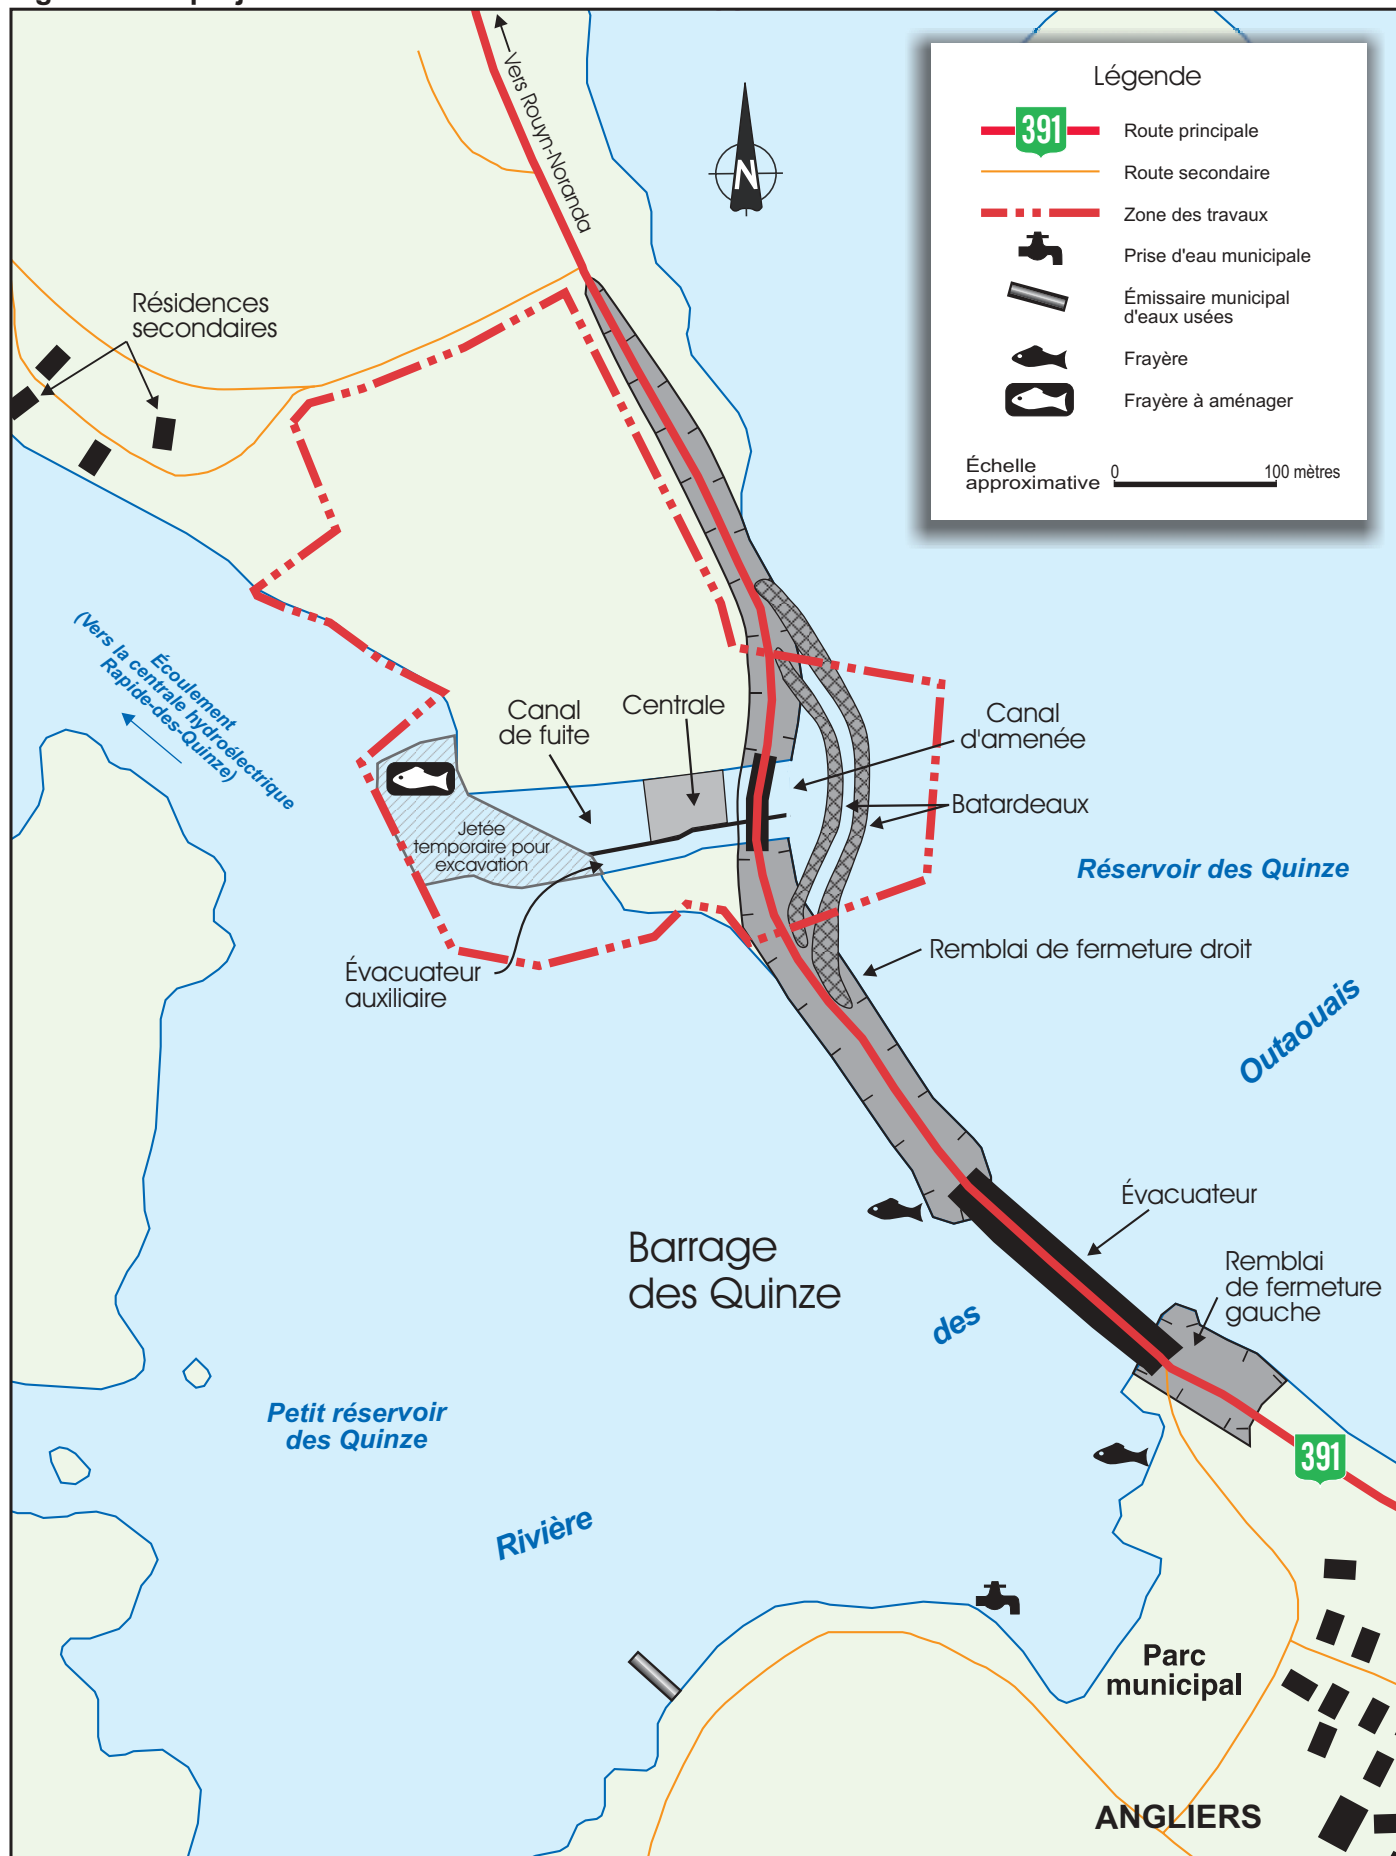 Vers Rouyn-Noranda
N
Légende
391
Route principale
Route secondaire
Zone des travaux
Prise d'eau municipale
Émissaire municipal
d'eaux usées
Frayère
Frayère à aménager
Échelle
approximative
0
100 mètres
Résidences
secondaires
Écoulement
(Vers la centrale hydroélectrique
Rapide-des-Quinze)
Canal
de fuite
Centrale
Canal
d'amenée
Batardeaux
Jetée
temporaire pour
excavation
Réservoir des Quinze
Remblai de fermeture droit
Évacuateur
auxiliaire
Outaouais
Évacuateur
Barrage
des Quinze
Remblai
de fermeture
gauche
des
Petit réservoir
des Quinze
391
Rivière
Parc
municipal
ANGLIERS